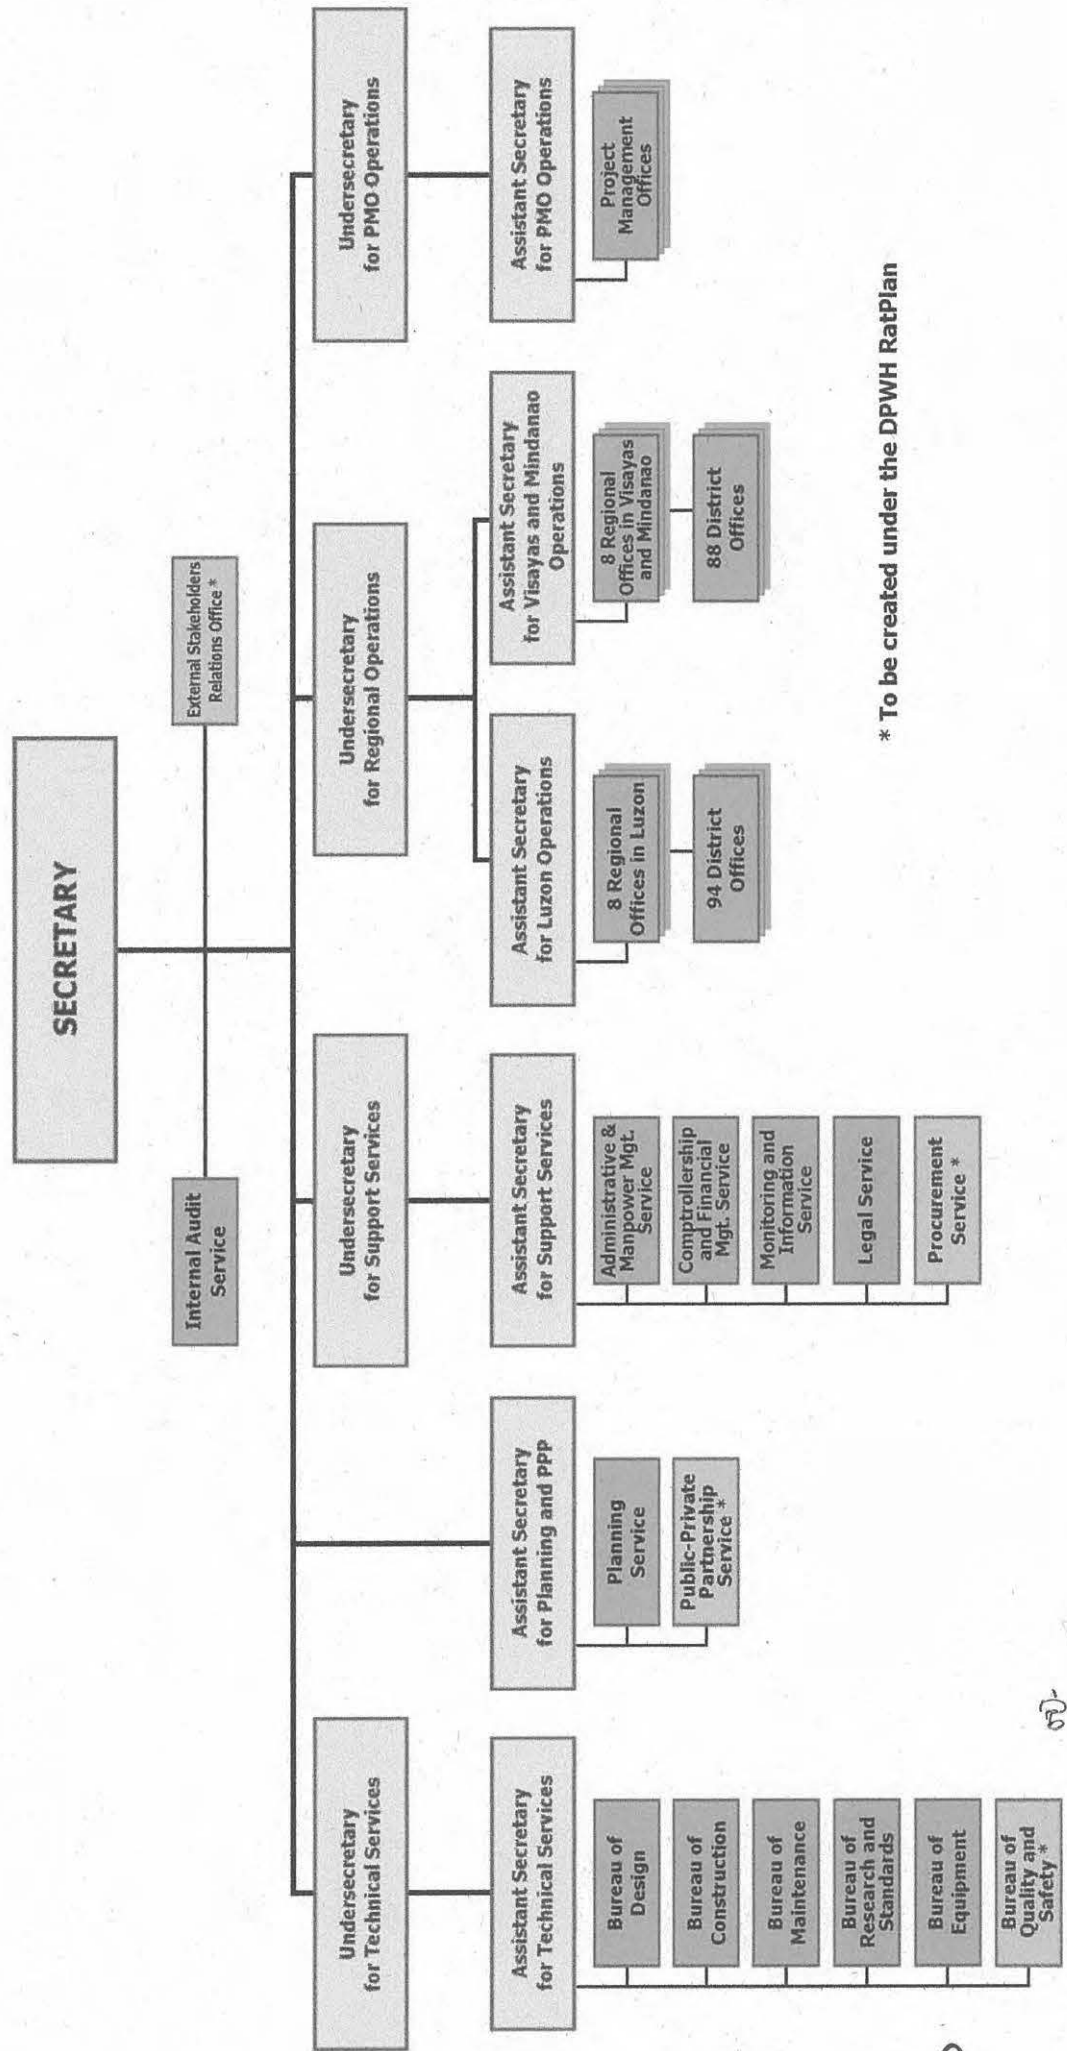 SECRETARY
Internal Audit
Service
External Stakeholders
Relations Office *
Undersecretary
for Technical Services
Undersecretary
for Support Services
Undersecretary
for Regional Operations
Undersecretary
for PMO Operations
Assistant Secretary
for Technical Services
Assistant Secretary
for Planning and PPP
Assistant Secretary
for Support Services
Assistant Secretary
for Luzon Operations
Assistant Secretary
for Visayas and Mindanao
Operations
Assistant Secretary
for PMO Operations
Bureau of
Design
Bureau of
Construction
Bureau of
Maintenance
Bureau of
Research and
Standards
Bureau of
Equipment
Bureau of
Quality and
Safety *
Planning
Service
Public-Private
Partnership
Service *
Administrative &
Manpower Mgt.
Service
Comptrollership
and Financial
Mgt. Service
Monitoring and
Information
Service
Legal Service
Procurement
Service *
8 Regional
Offices in Luzon
94 District
Offices
8 Regional
Offices in Visayas
and Mindanao
88 District
Offices
Project
Management
Offices
* To be created under the DPWH RatPlan